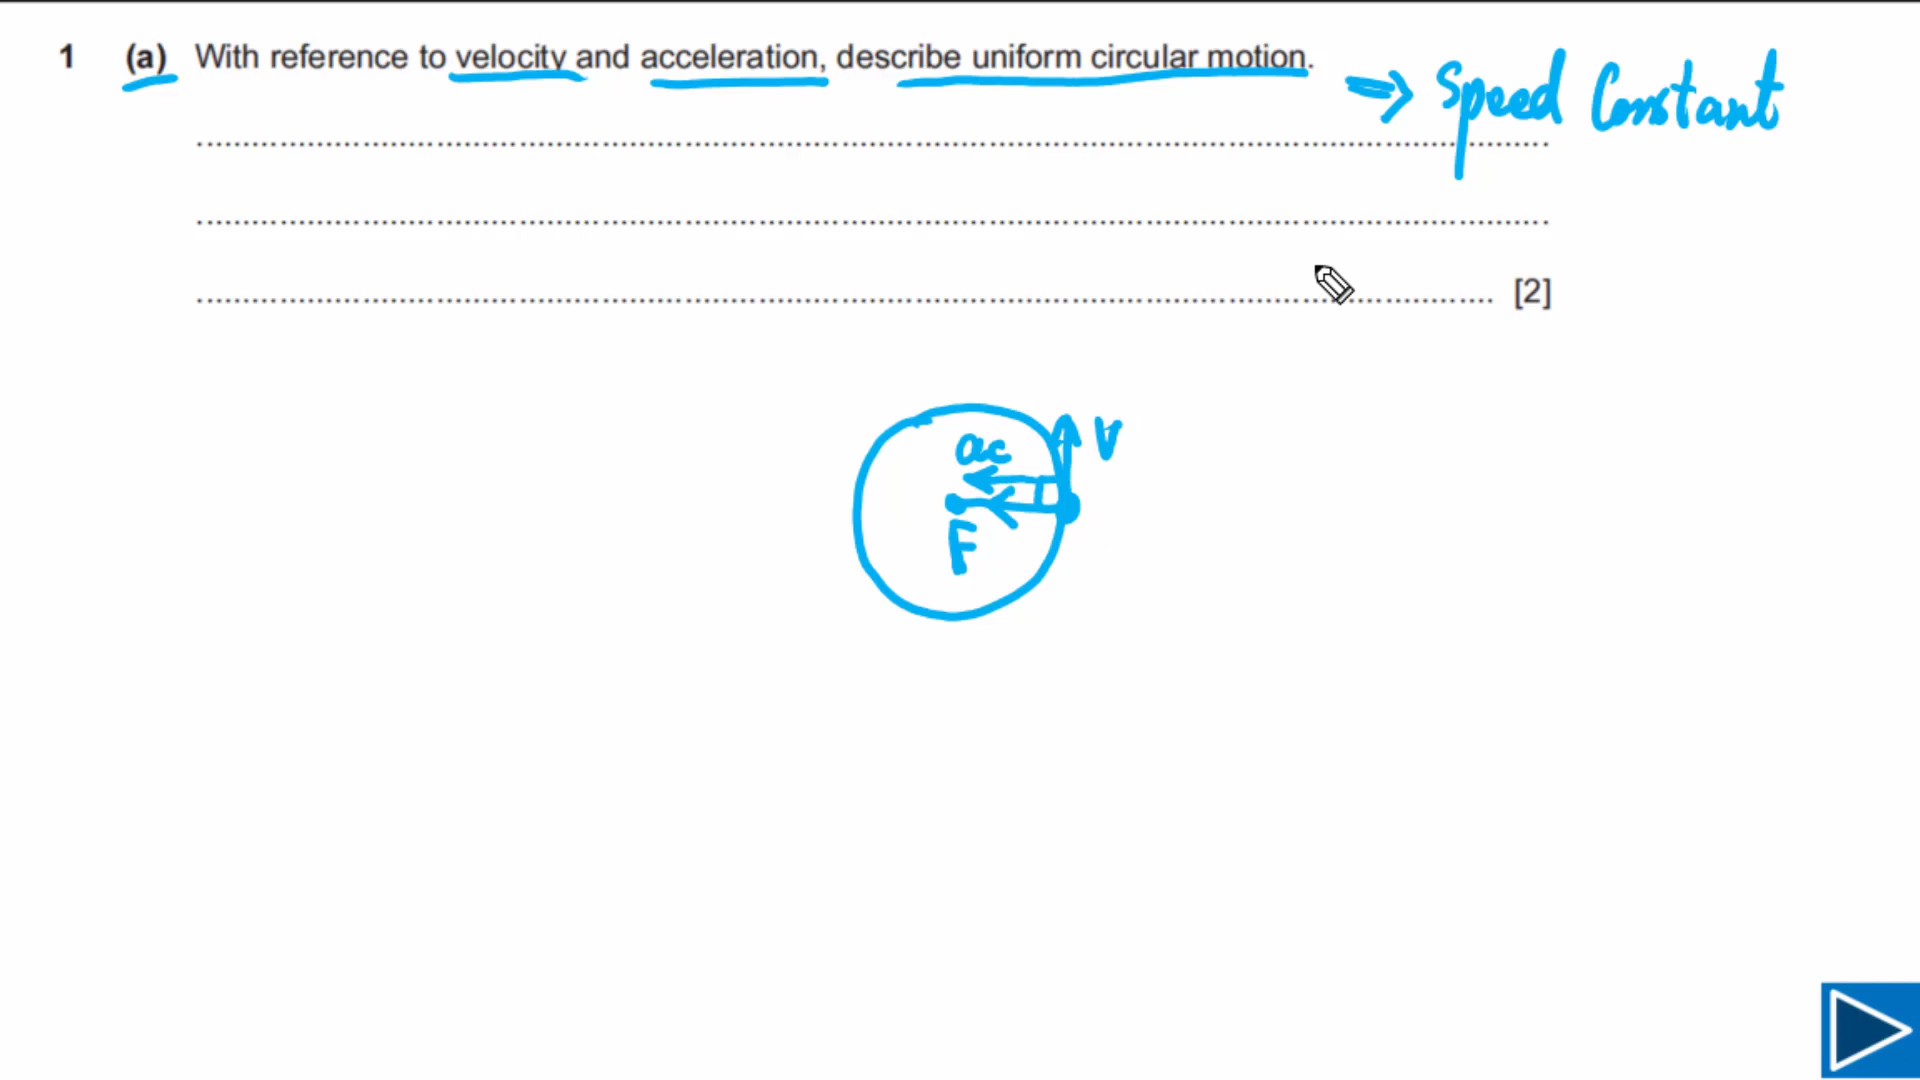 1 (a) With reference to velocity and acceleration, describe uniform circular motion.
⇒ Speed Constant
[2]
ac
V
F